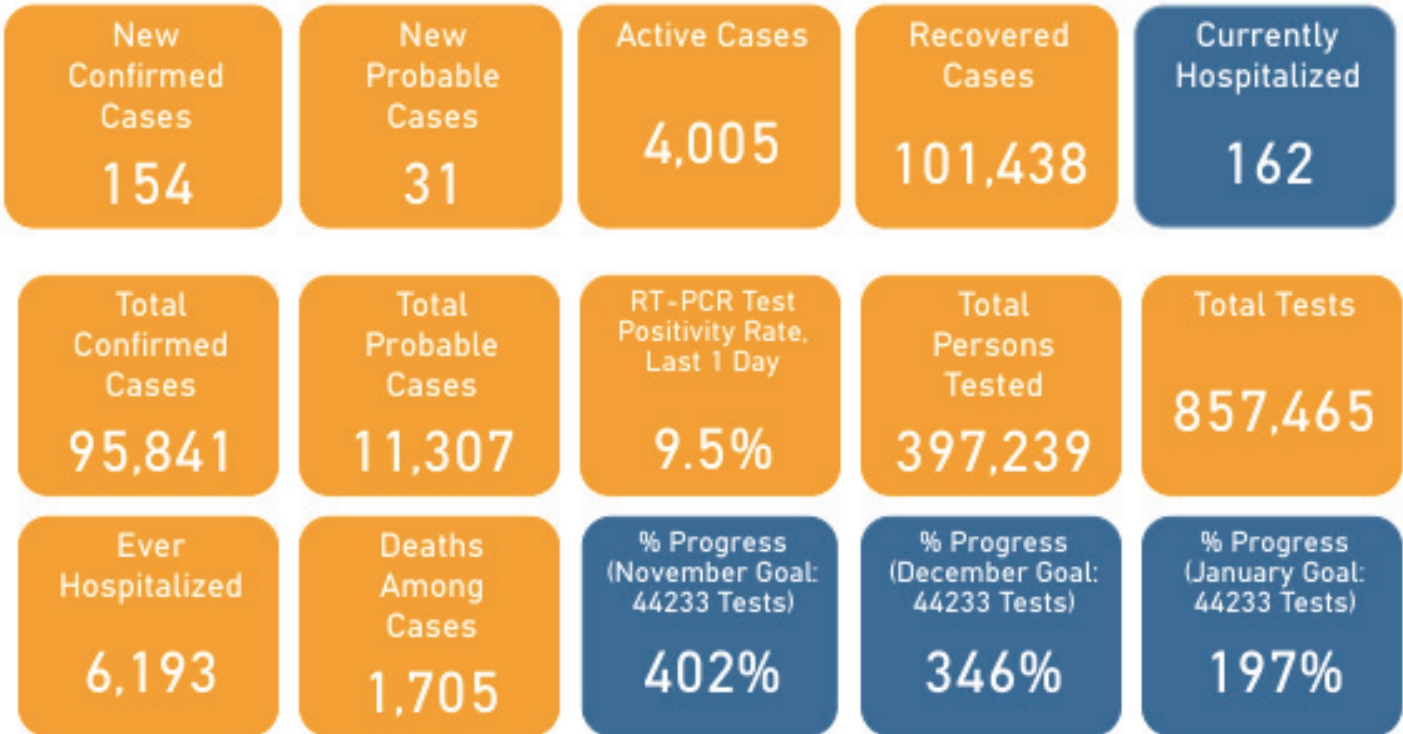 New
Confirmed
Cases
154
New
Probable
Cases
31
Active Cases
4,005
Recovered
Cases
101,438
Currently
Hospitalized
162
Total
Confirmed
Cases
95,841
Total
Probable
Cases
11,307
RT-PCR Test
Positivity Rate,
Last 1 Day
9.5%
Total
Persons
Tested
397,239
Total Tests
857,465
Ever
Hospitalized
6,193
Deaths
Among
Cases
1,705
% Progress
(November Goal:
44233 Tests)
402%
% Progress
(December Goal:
44233 Tests)
346%
% Progress
(January Goal:
44233 Tests)
197%